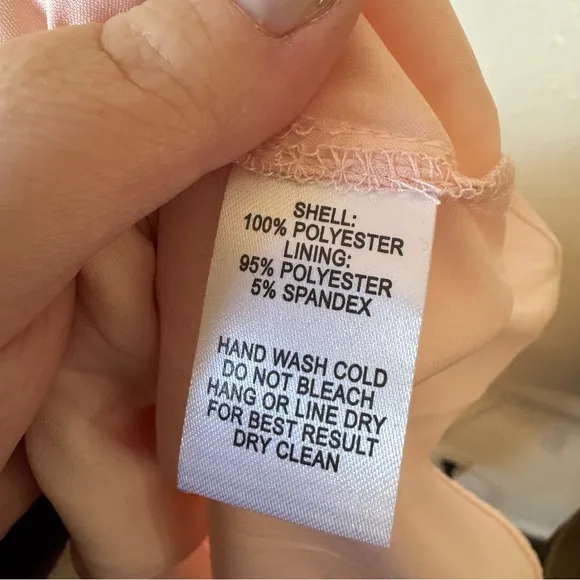 SHELL:
100% POLYESTER
LINING:
95% POLYESTER
5% SPANDEX
HAND WASH COLD
DO NOT BLEACH
HANG OR LINE DRY
FOR BEST RESULT
DRY CLEAN